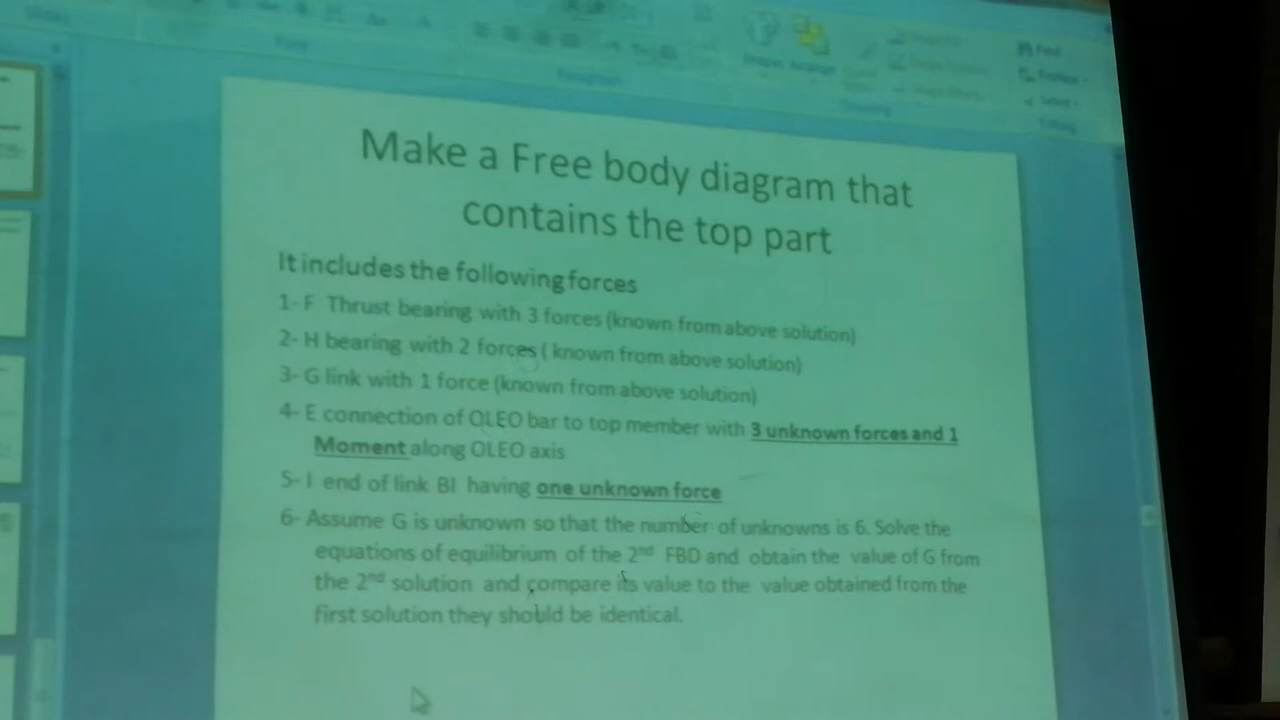 Find
Replace
Select
Shapes Arrange
Paragraph
Make a Free body diagram that
contains the top part
It includes the following forces
1- F Thrust bearing with 3 forces (known from above solution)
2- H bearing with 2 forces ( known from above solution)
3- G link with 1 force (known from above solution)
4- E connection of OLEO bar to top member with 3 unknown forces and 1
Moment along OLEO axis
5- I end of link BI having one unknown force
6- Assume G is unknown so that the number of unknowns is 6. Solve the
equations of equilibrium of the 2nd FBD and obtain the value of G from
the 2nd solution and compare its value to the value obtained from the
first solution they should be identical.